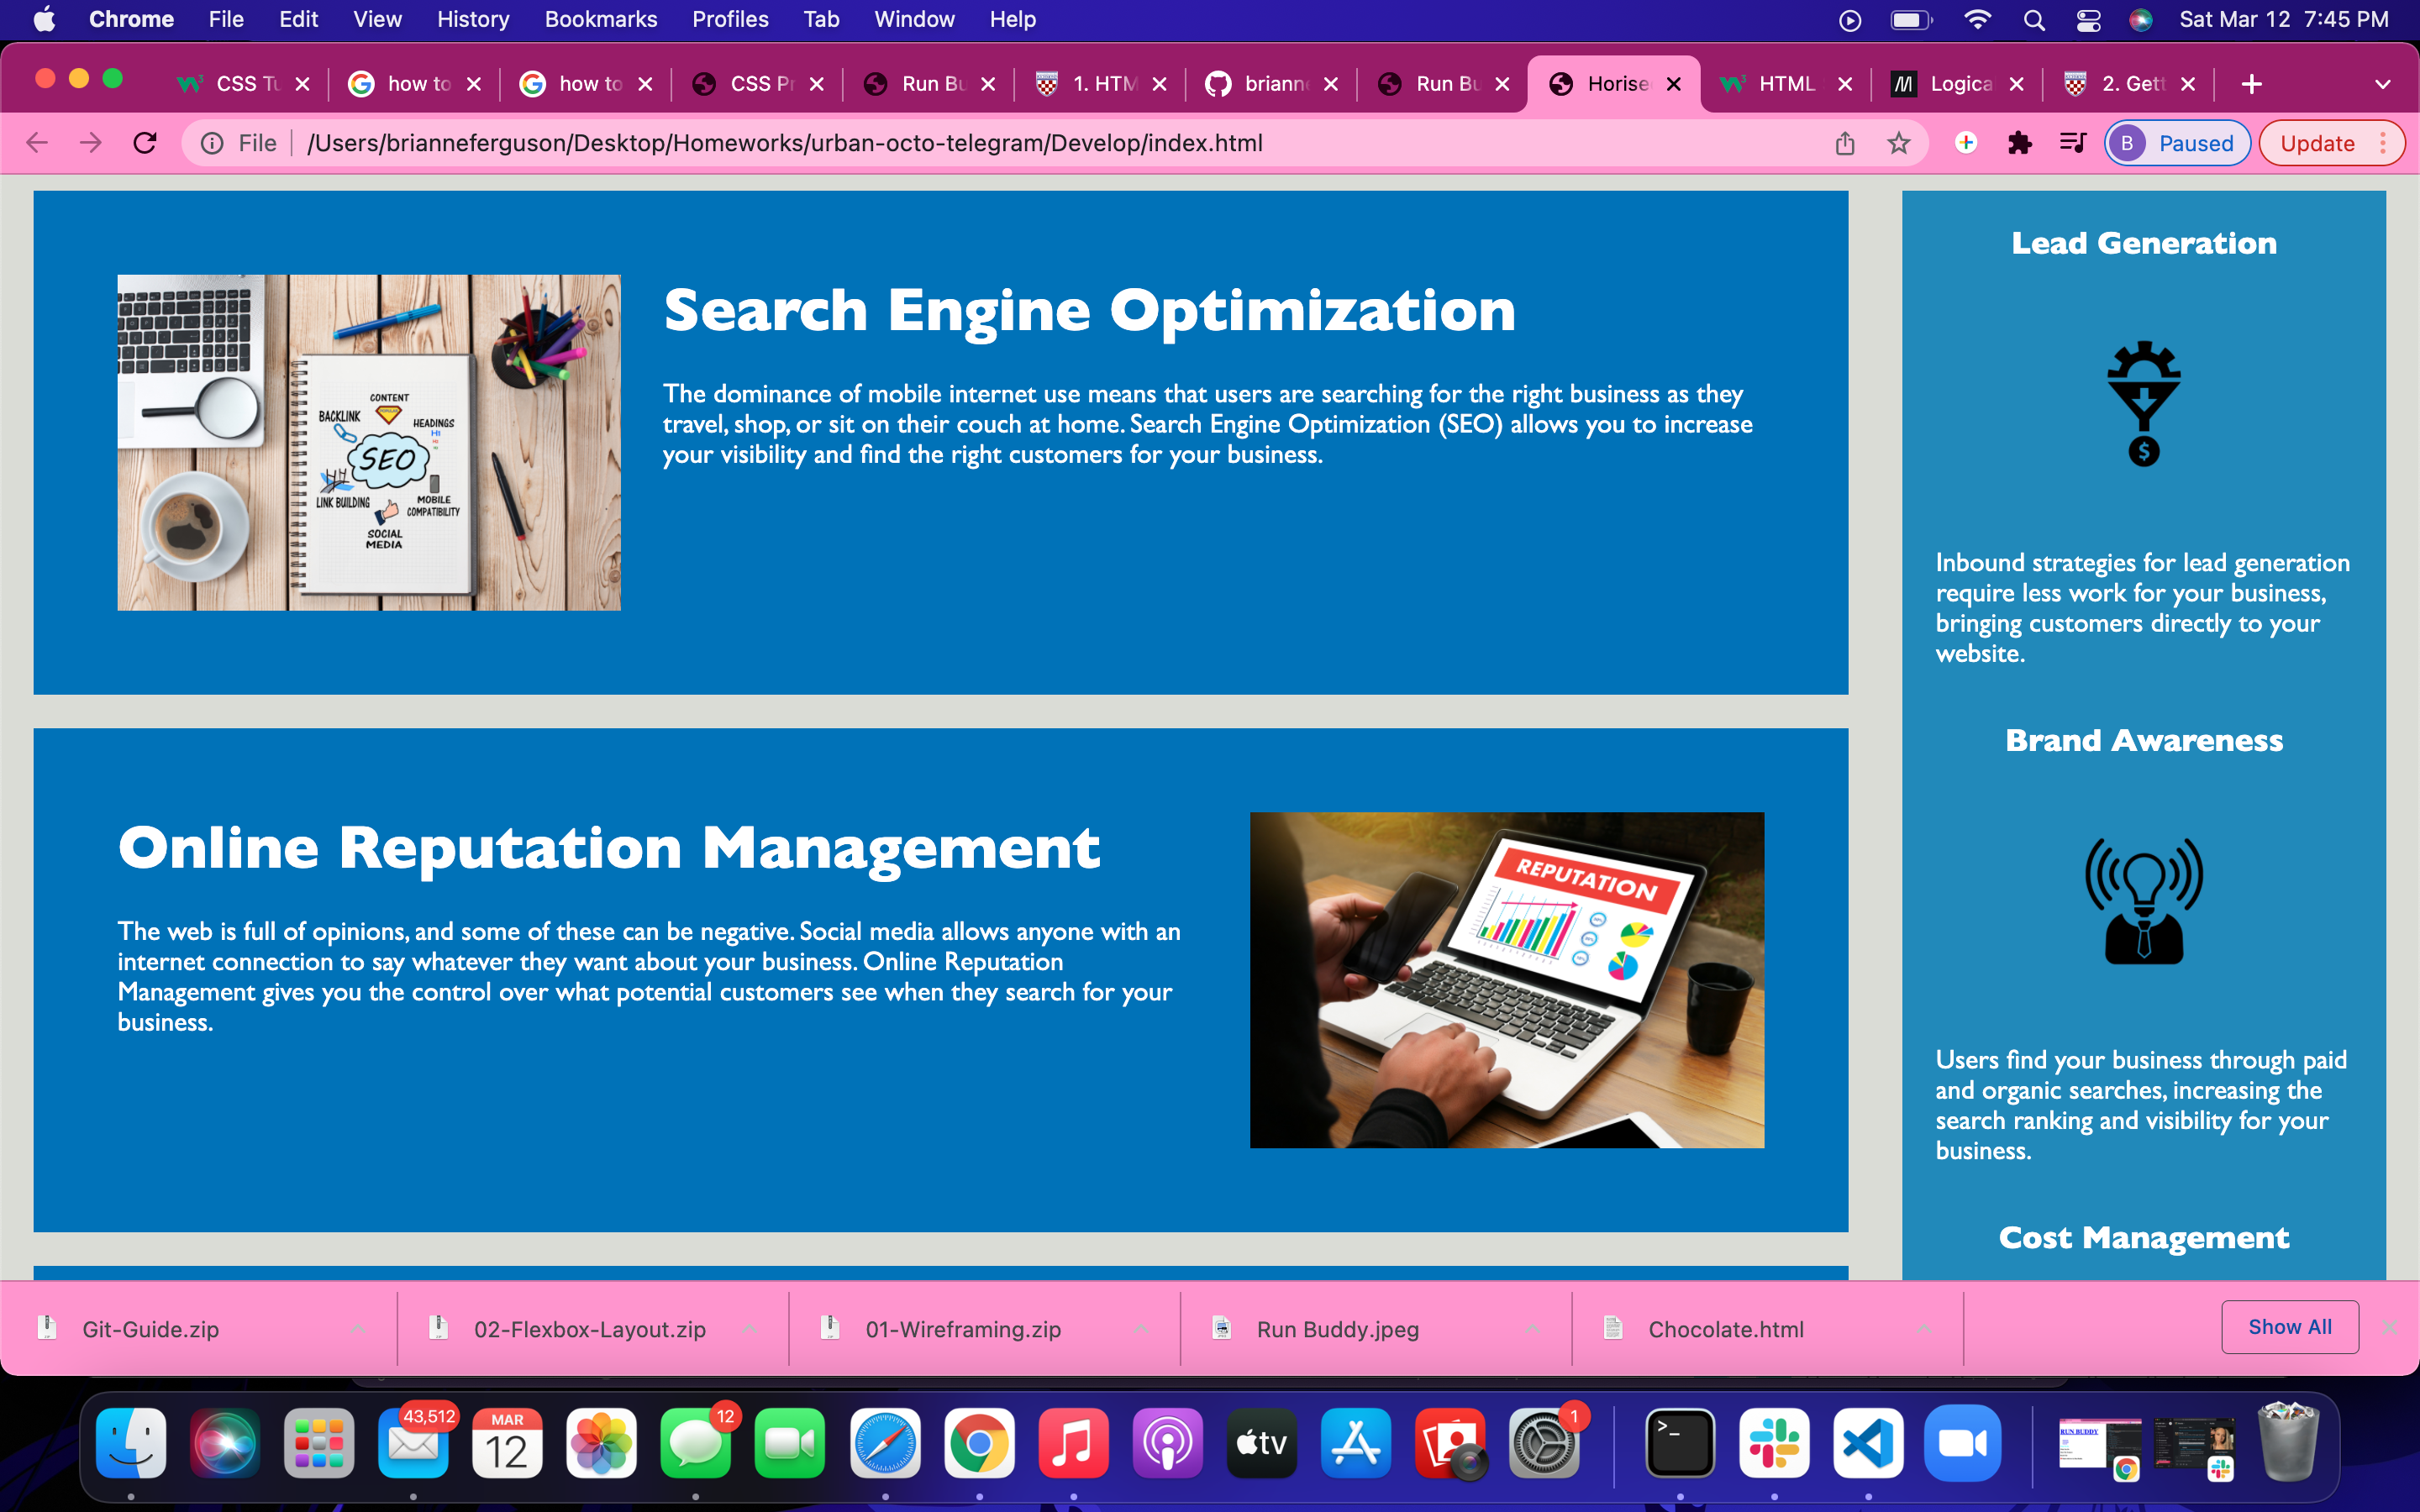 Chrome File Edit View History Bookmarks Profiles Tab Window Help Sat Mar 12 7:45 PM
CSS Tu how to how to CSS Pr Run Bu 1. HTM brianne Run Bu Horise HTML Logica 2. Gett
File /Users/brianneferguson/Desktop/Homeworks/urban-octo-telegram/Develop/index.html B Paused Update
Search Engine Optimization
The dominance of mobile internet use means that users are searching for the right business as they
travel, shop, or sit on their couch at home. Search Engine Optimization (SEO) allows you to increase
your visibility and find the right customers for your business.
CONTENT
BACKLINK
HEADINGS
H1
SEO
LINK BUILDING
MOBILE
COMPATIBILITY
SOCIAL
MEDIA
Online Reputation Management
The web is full of opinions, and some of these can be negative. Social media allows anyone with an
internet connection to say whatever they want about your business. Online Reputation
Management gives you the control over what potential customers see when they search for your
business.
REPUTATION
Lead Generation
$
Inbound strategies for lead generation
require less work for your business,
bringing customers directly to your
website.
Brand Awareness
Users find your business through paid
and organic searches, increasing the
search ranking and visibility for your
business.
Cost Management
Git-Guide.zip 02-Flexbox-Layout.zip 01-Wireframing.zip Run Buddy.jpeg Chocolate.html Show All
43,512
MAR
12
12
tv
1
RUN BUDDY